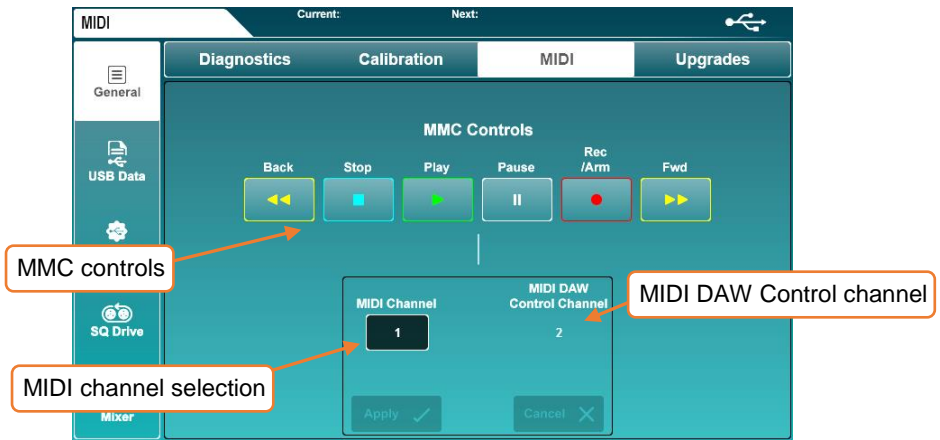 MIDI
Current:
Next:
General
Diagnostics
Calibration
MIDI
Upgrades
USB Data
MMC Controls
Back
Stop
Play
Pause
Rec
/Arm
Fwd
MMC controls
SQ Drive
MIDI Channel
1
MIDI DAW
Control Channel
2
MIDI DAW Control channel
MIDI channel selection
Mixer
Apply
Cancel